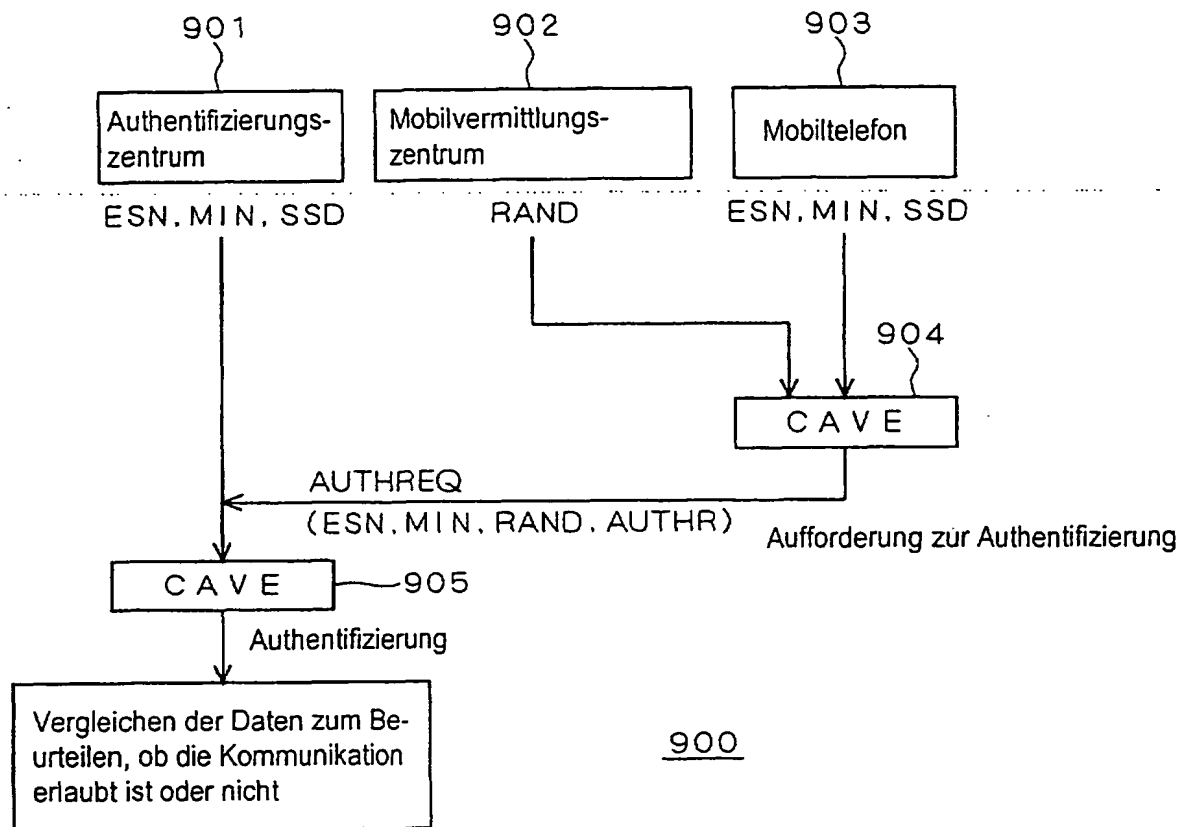 901
902
903
Authentifizierungs-
zentrum
Mobilvermittlungs-
zentrum
Mobiltelefon
ESN, MIN, SSD
RAND
ESN, MIN, SSD
904
CAVE
AUTHREQ
(ESN, MIN, RAND, AUTHR)
Aufforderung zur Authentifizierung
CAVE
905
Authentifizierung
Vergleichen der Daten zum Be-
urteilen, ob die Kommunikation
erlaubt ist oder nicht
900